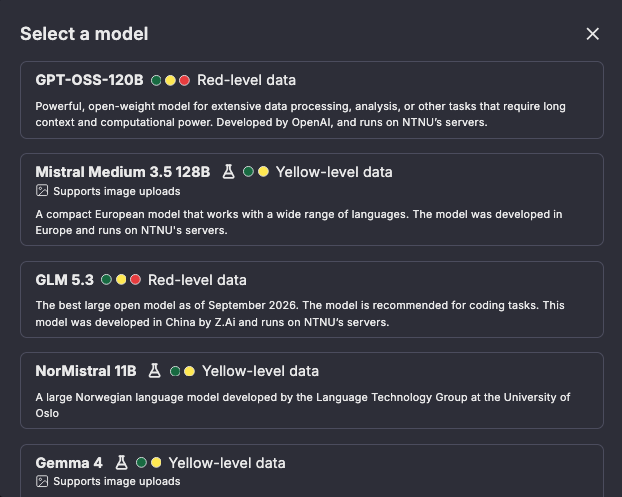 Select a model
GPT-OSS-120B Red-level data
Powerful, open-weight model for extensive data processing, analysis, or other tasks that require long
context and computational power. Developed by OpenAI, and runs on NTNU’s servers.
Mistral Medium 3.5 128B Yellow-level data
Supports image uploads
A compact European model that works with a wide range of languages. The model was developed in
Europe and runs on NTNU's servers.
GLM 5.3 Red-level data
The best large open model as of September 2026. The model is recommended for coding tasks. This
model was developed in China by Z.Ai and runs on NTNU’s servers.
NorMistral 11B Yellow-level data
A large Norwegian language model developed by the Language Technology Group at the University of
Oslo
Gemma 4 Yellow-level data
Supports image uploads